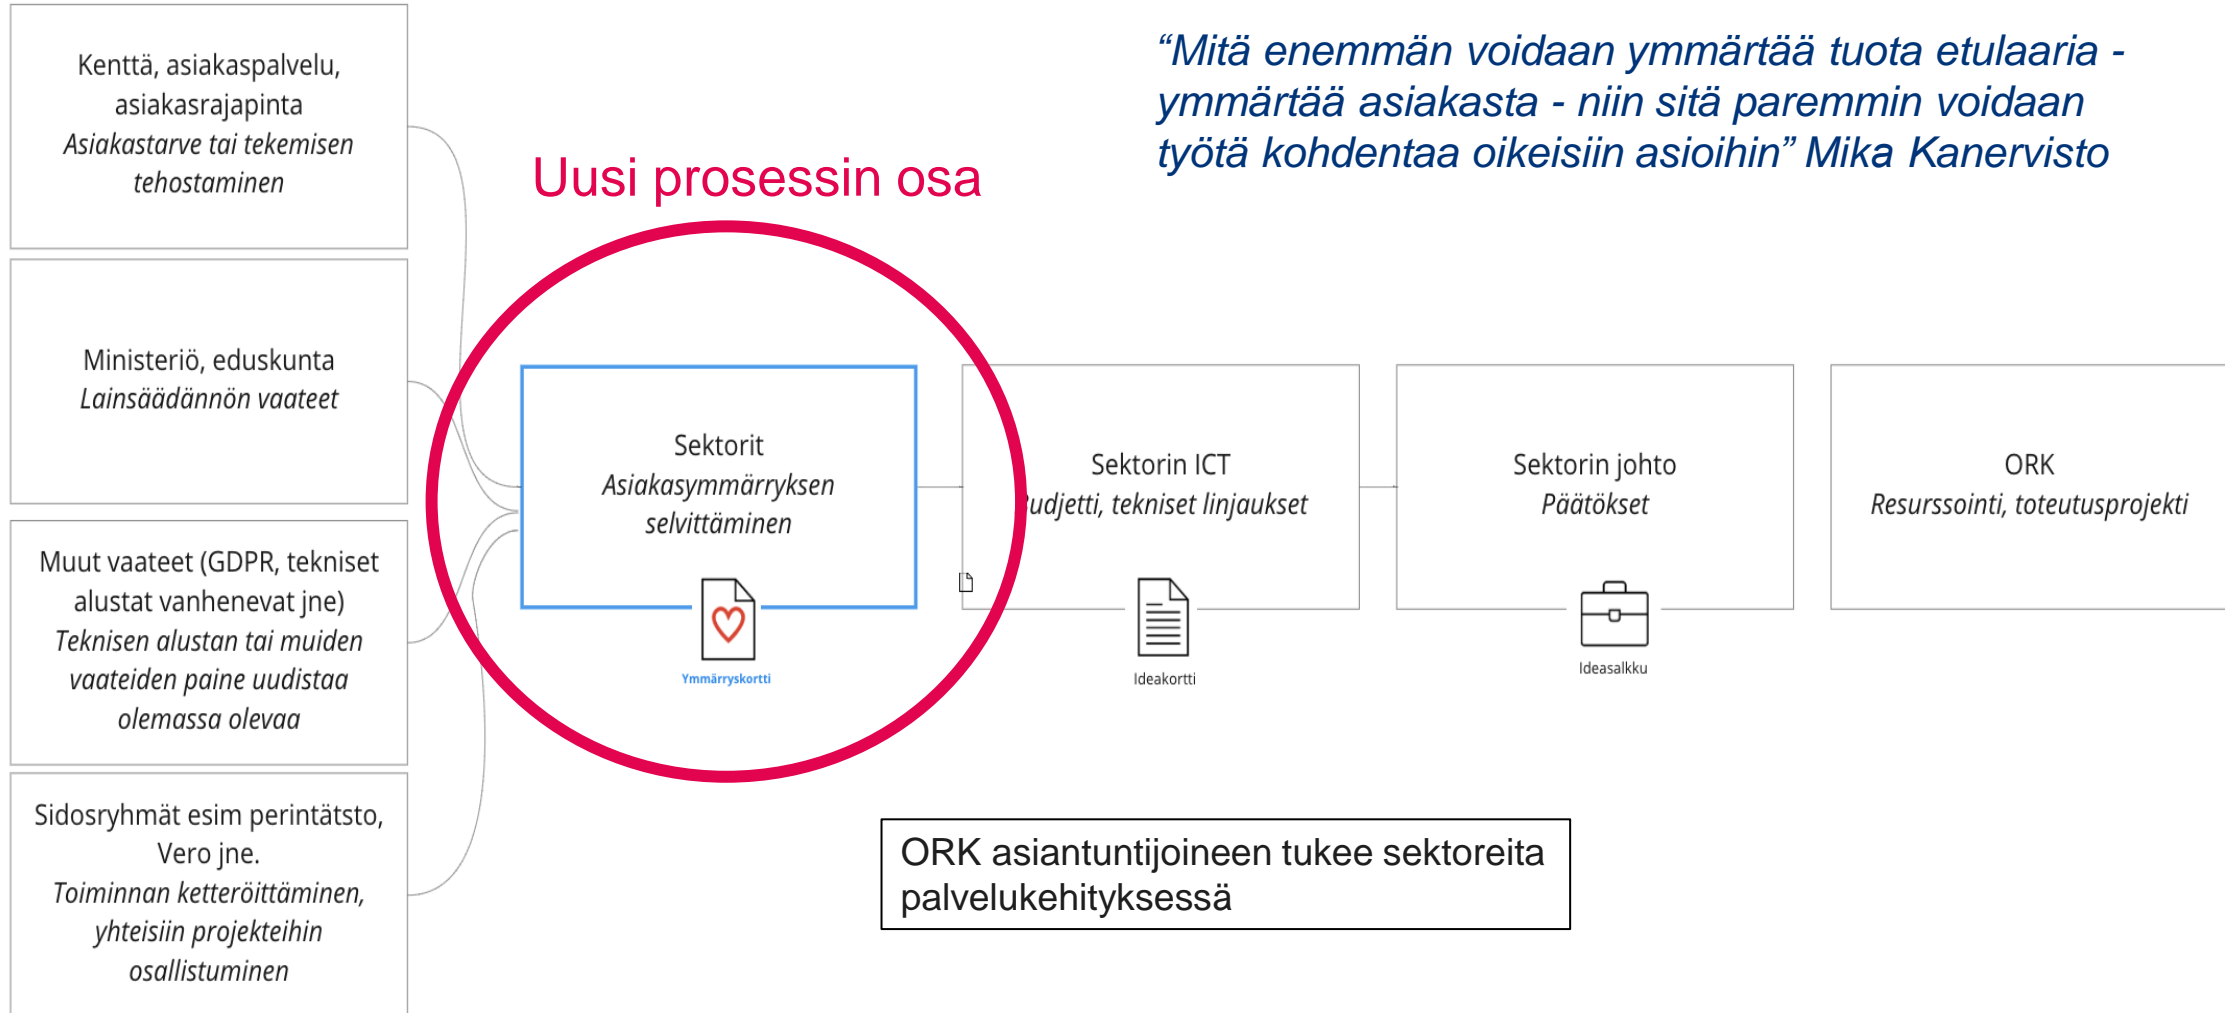 Kenttä, asiakaspalvelu,
asiakasrajapinta
Asiakastarve tai tekemisen
tehostaminen
Ministeriö, eduskunta
Lainsäädännön vaateet
Muut vaateet (GDPR, tekniset
alustat vanhenevat jne)
Teknisen alustan tai muiden
vaateiden paine uudistaa
olemassa olevaa
Sidosryhmät esim perintätsto,
Vero jne.
Toiminnan ketteröittäminen,
yhteisiin projekteihin
osallistuminen
Uusi prosessin osa
“Mitä enemmän voidaan ymmärtää tuota etulaaria -
ymmärtää asiakasta - niin sitä paremmin voidaan
työtä kohdentaa oikeisiin asioihin” Mika Kanervisto
Sektorit
Asiakasymmärryksen
selvittäminen
Ymmärryskortti
Sektorin ICT
udjetti, tekniset linjaukset
Ideakortti
Sektorin johto
Päätökset
Ideasalkku
ORK
Resurssointi, toteutusprojekti
ORK asiantuntijoineen tukee sektoreita
palvelukehityksessä